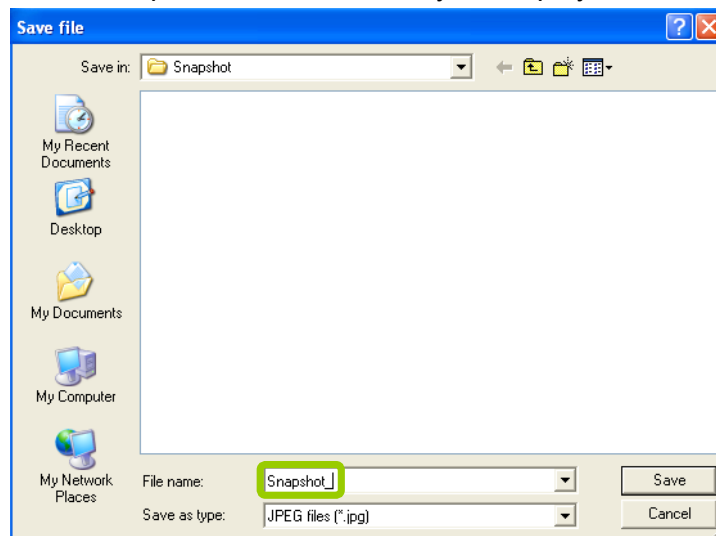 Save file
Save in: Snapshot
My Recent
Documents
Desktop
My Documents
My Computer
My Network
Places
File name: Snapshot_ Save
Save as type: JPEG files (*.jpg) Cancel